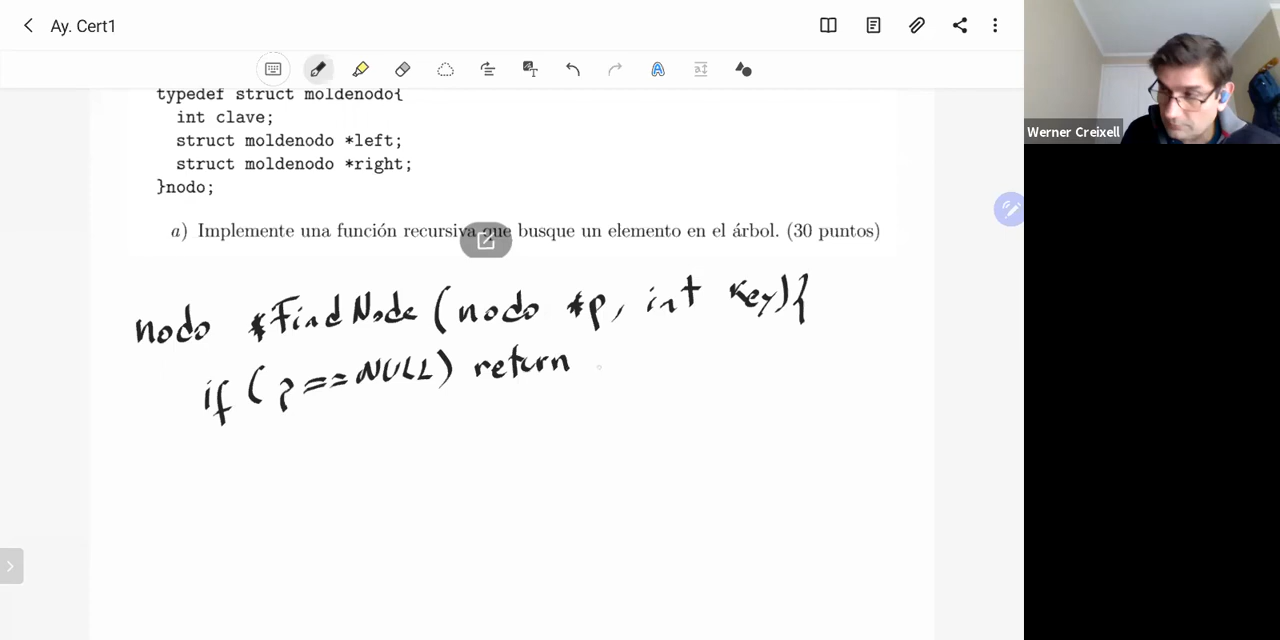 Ay. Cert1
typedef struct moldenodo{
int clave;
struct moldenodo *left;
struct moldenodo *right;
}nodo;
a) Implemente una función recursiva que busque un elemento en el árbol. (30 puntos)
nodo *FindNode (nodo *p, int key){
if (p==NULL) return
Werner Creixell